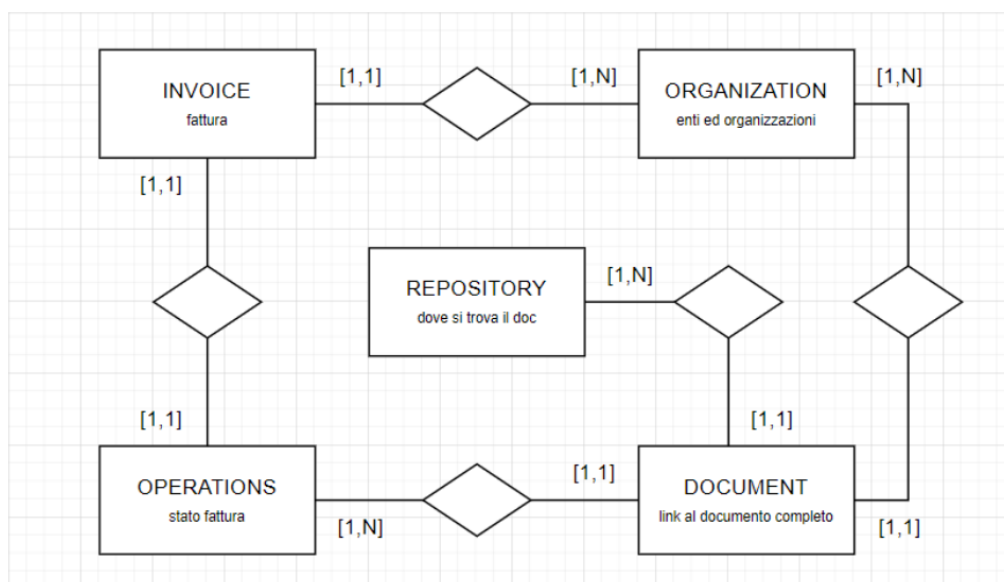 [1,1]
[1,N]
[1,N]
INVOICE
fattura
ORGANIZATION
enti ed organizzazioni
[1,1]
REPOSITORY
dove si trova il doc
[1,N]
[1,1]
[1,1]
OPERATIONS
stato fattura
[1,N]
[1,1]
DOCUMENT
link al documento completo
[1,1]